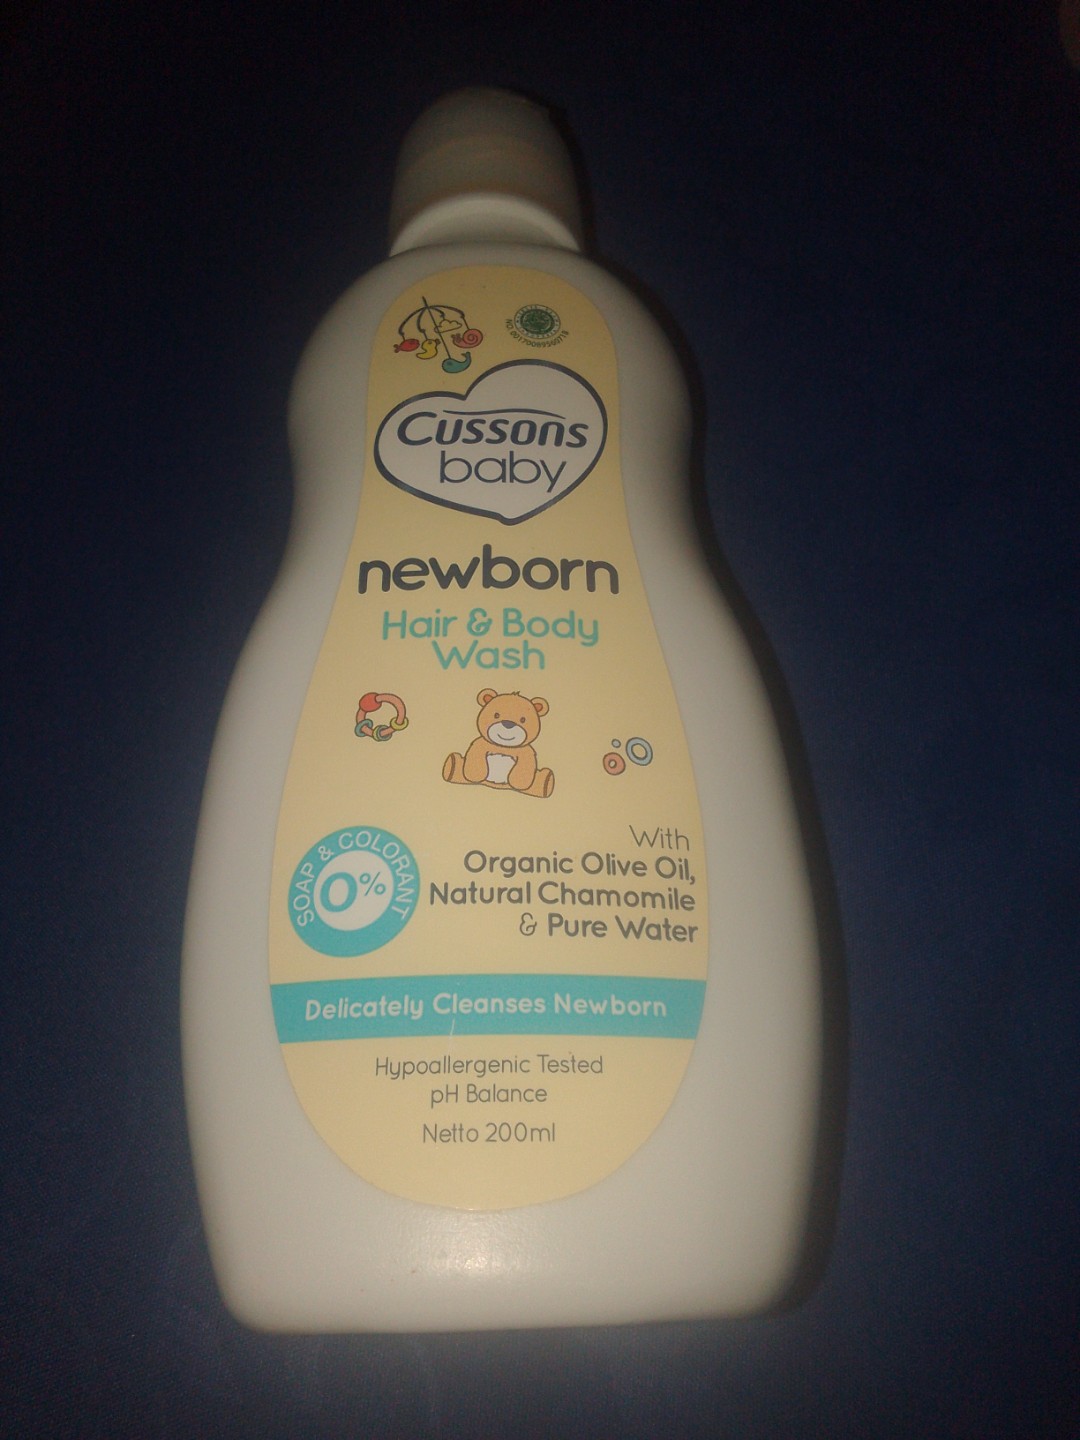 Cussons
baby
newborn
Hair & Body
Wash
SOAP & COLORANT
0%
With
Organic Olive Oil,
Natural Chamomile
& Pure Water
Delicately Cleanses Newborn
Hypoallergenic Tested
pH Balance
Netto 200ml